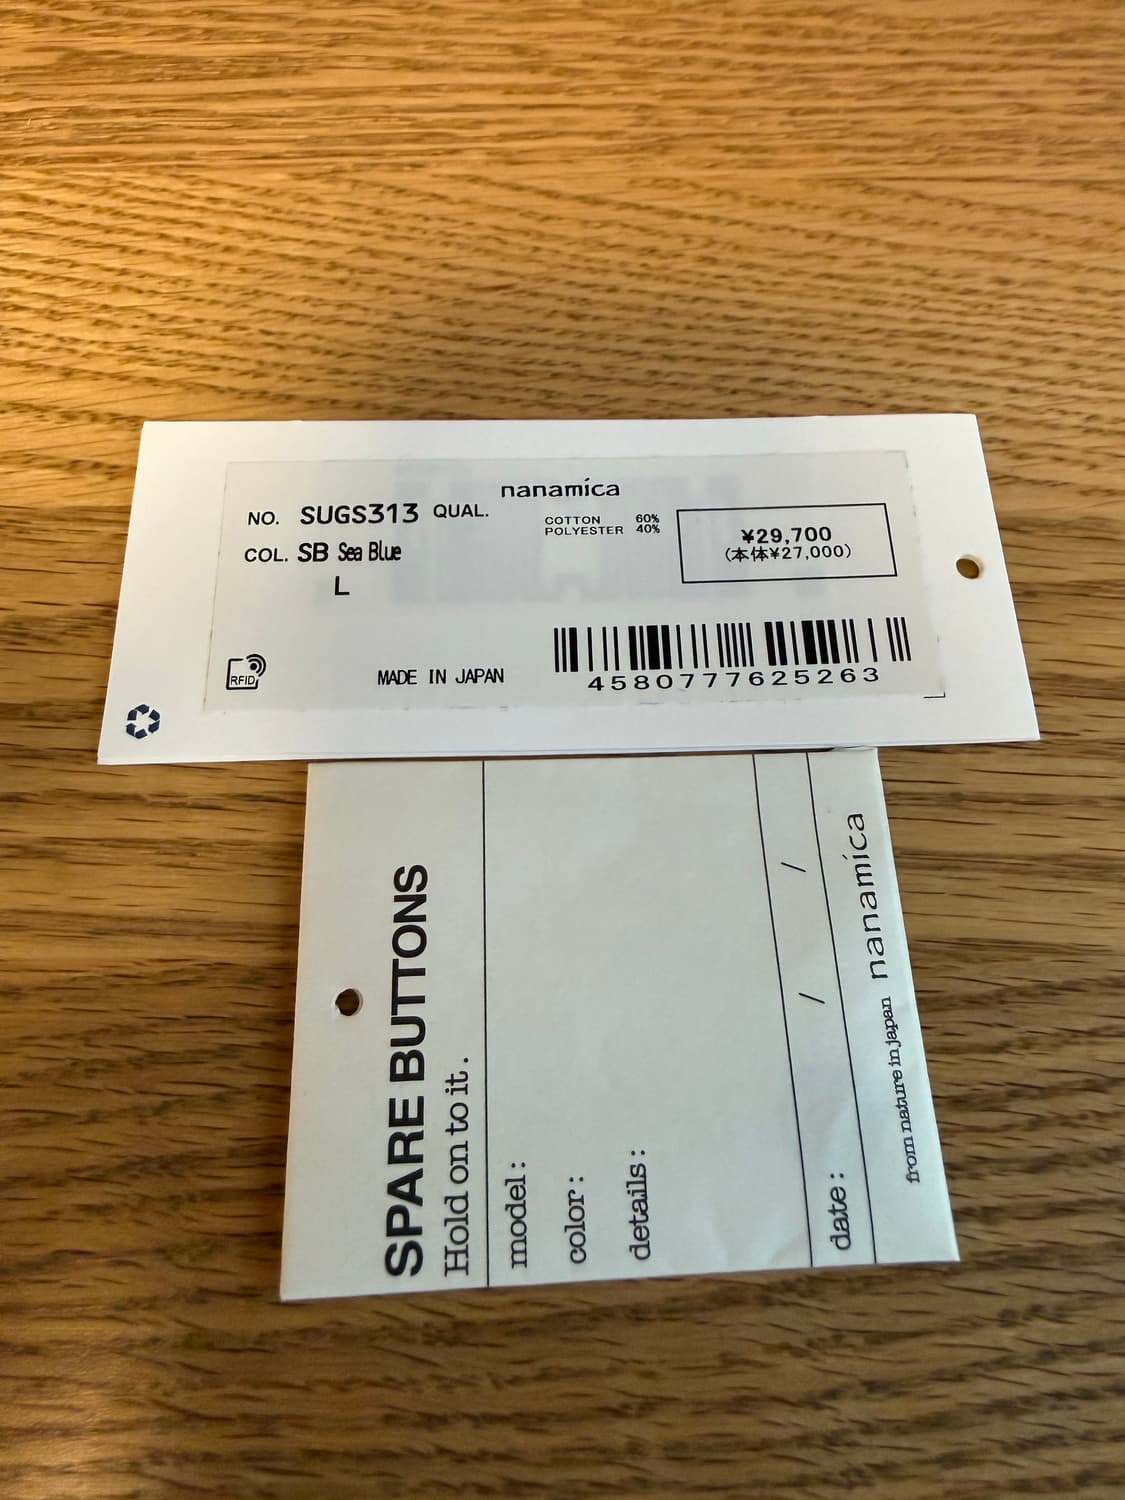 nanamica
NO. SUGS313 QUAL.
COTTON 60%
POLYESTER 40%
¥29,700
(本体¥27,000)
COL. SB Sea Blue
L
RFID
MADE IN JAPAN
4580777625263
SPARE BUTTONS
Hold on to it.
model:
color:
details:
date: / /
from nature in japan nanamica